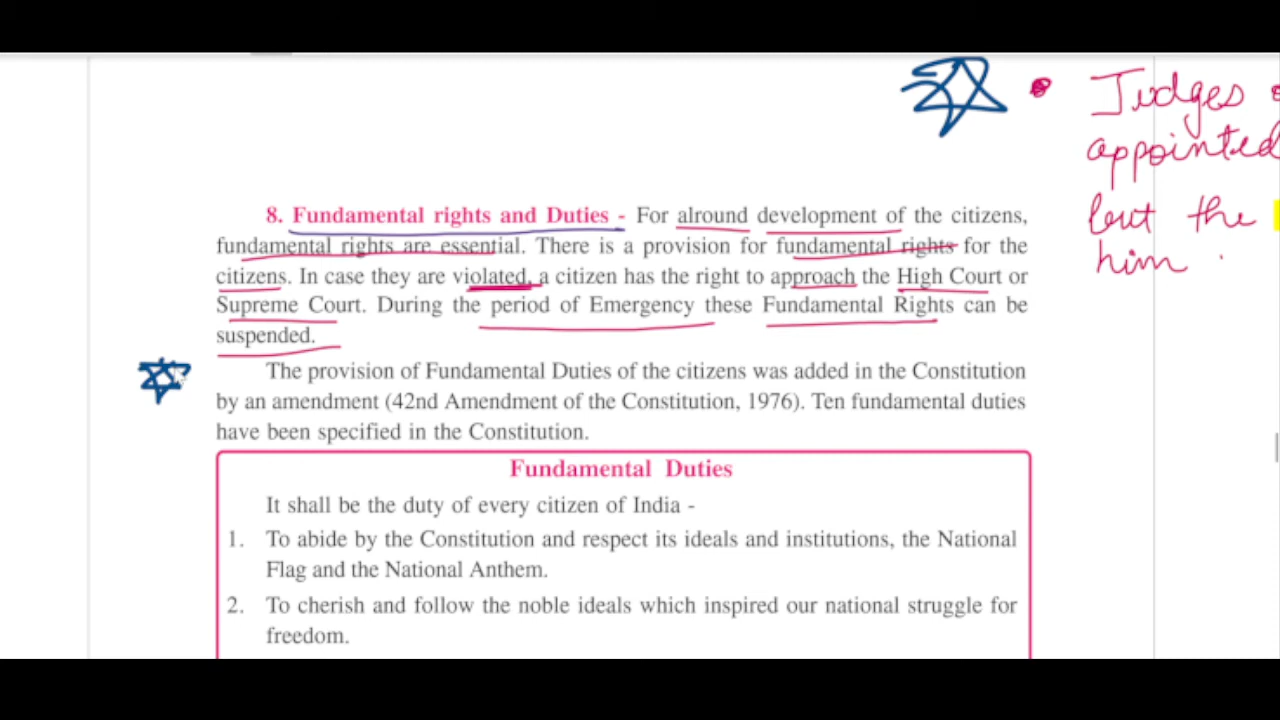 8. Fundamental rights and Duties - For alround development of the citizens,
fundamental rights are essential. There is a provision for fundamental rights for the
citizens. In case they are violated, a citizen has the right to approach the High Court or
Supreme Court. During the period of Emergency these Fundamental Rights can be
suspended.
The provision of Fundamental Duties of the citizens was added in the Constitution
by an amendment (42nd Amendment of the Constitution, 1976). Ten fundamental duties
have been specified in the Constitution.
Fundamental Duties
It shall be the duty of every citizen of India -
1. To abide by the Constitution and respect its ideals and institutions, the National
Flag and the National Anthem.
2. To cherish and follow the noble ideals which inspired our national struggle for
freedom.
Judges
appointed
but the
him.